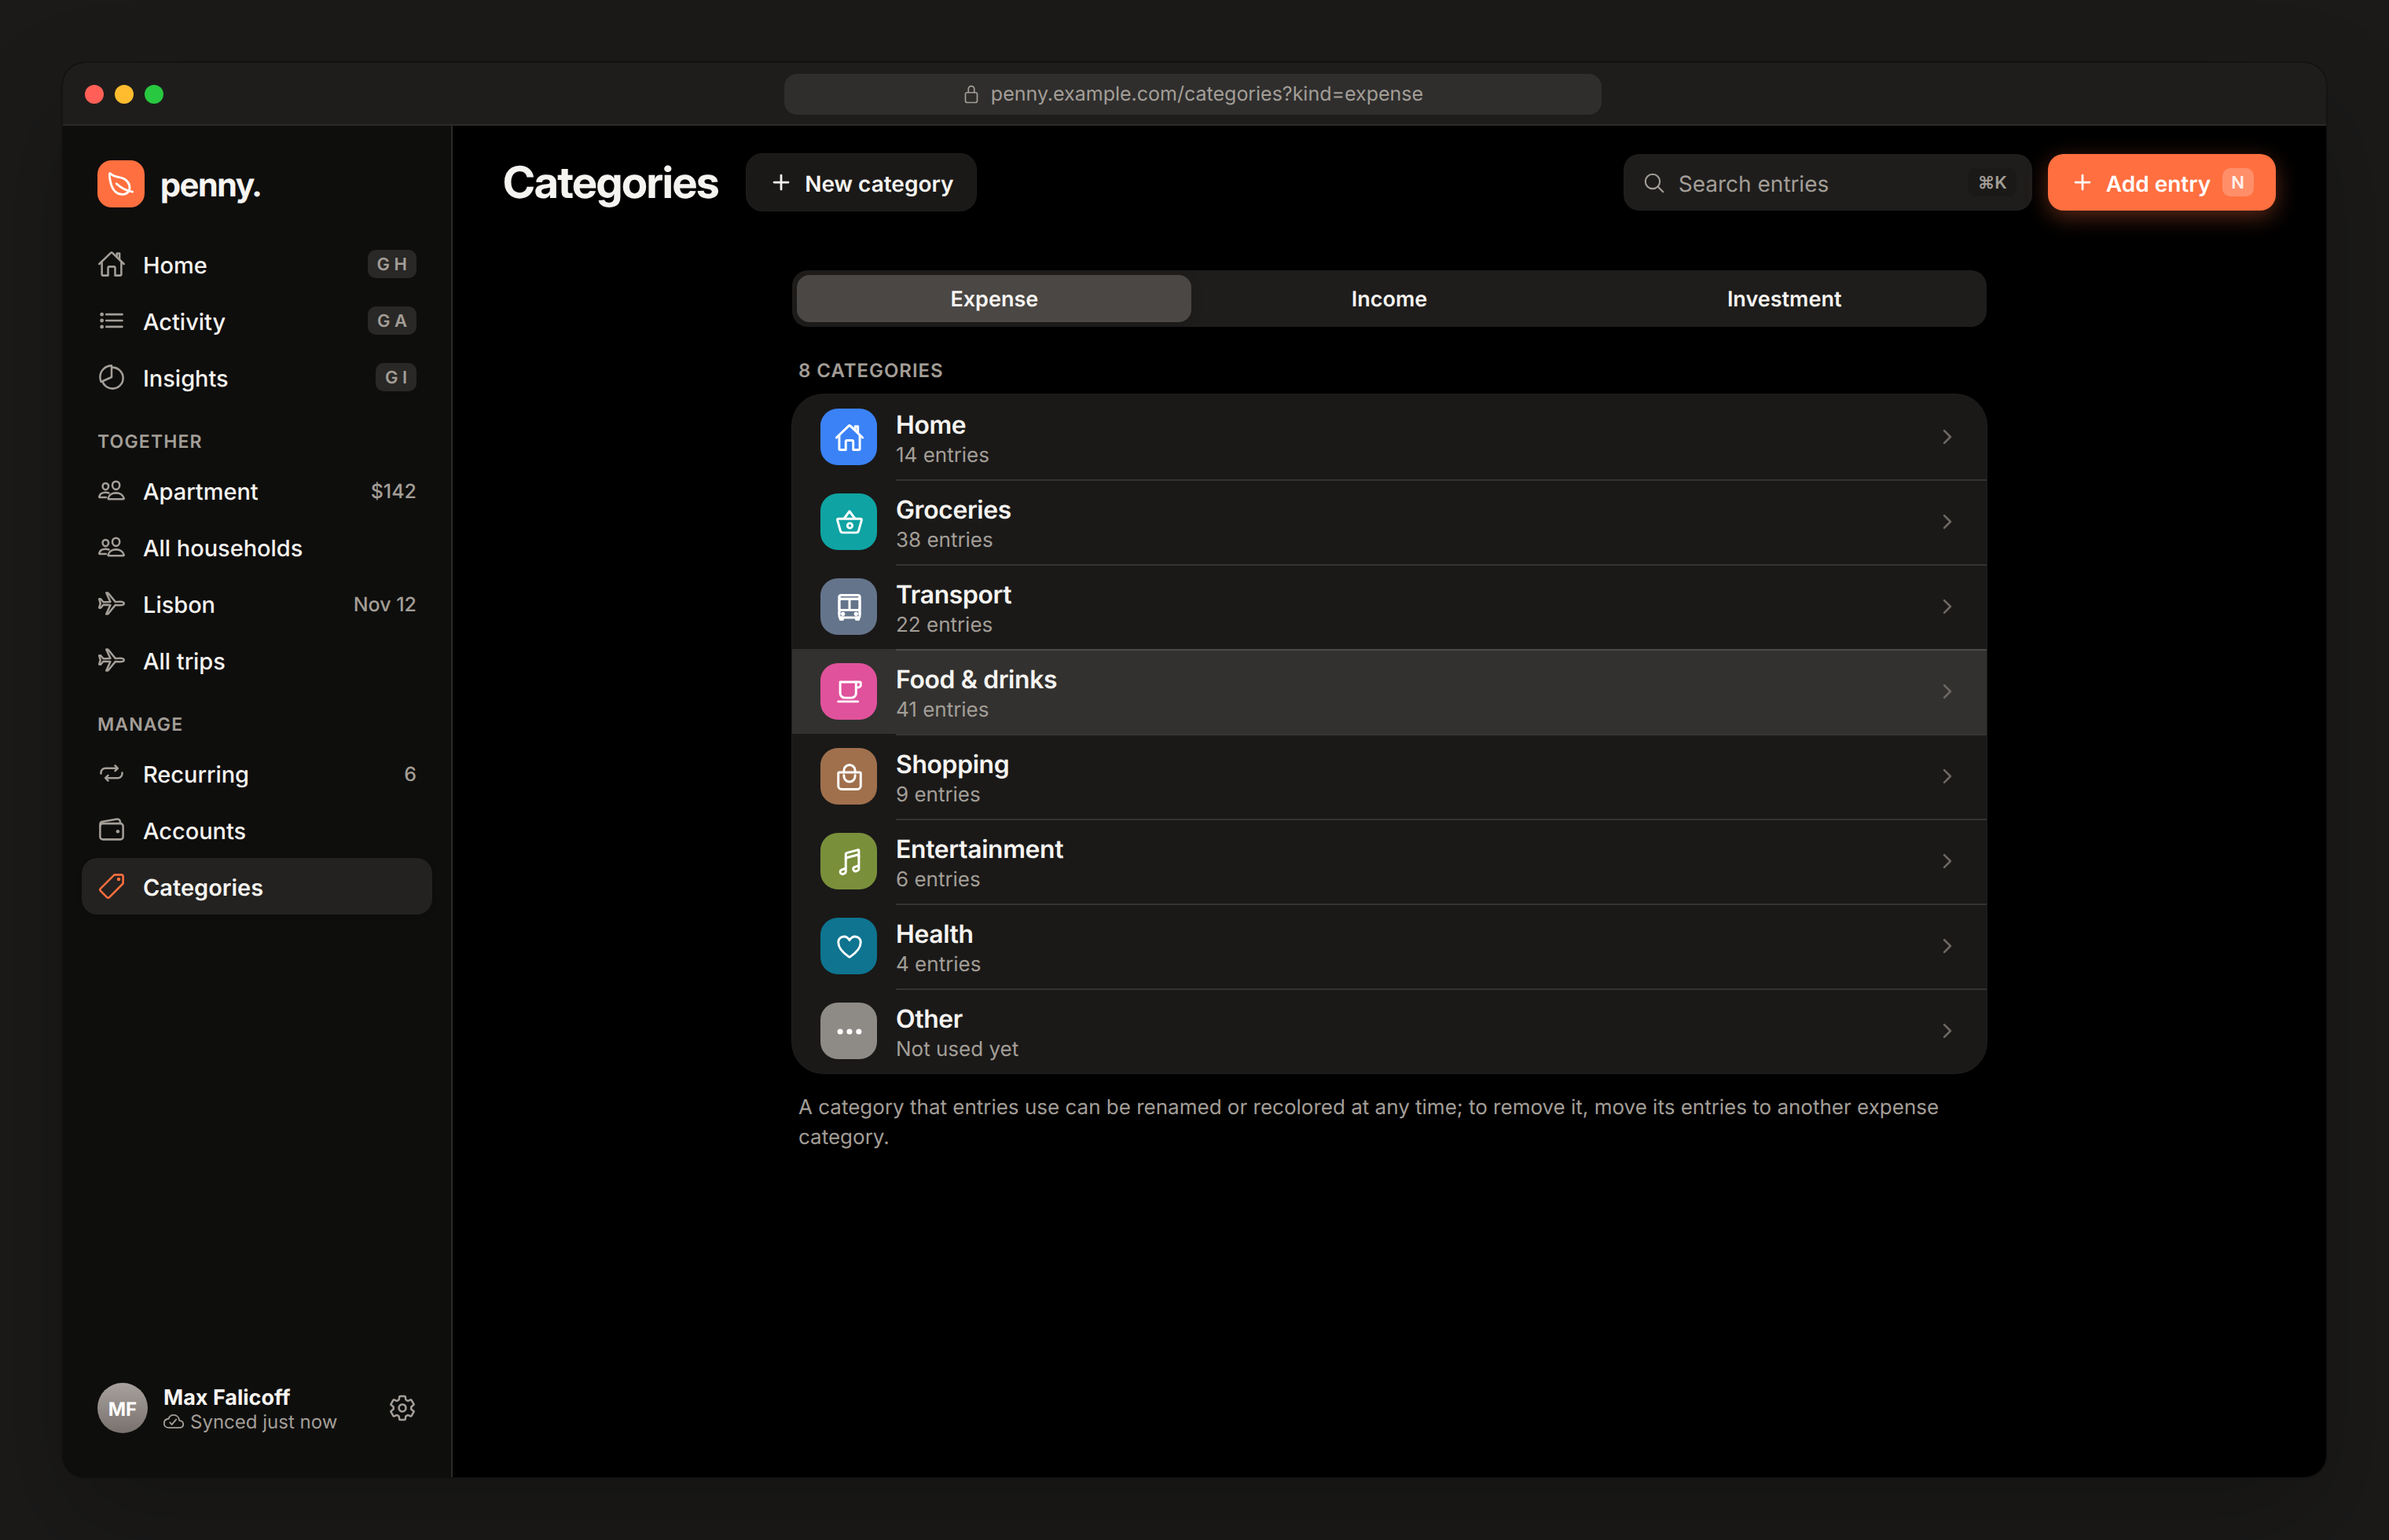 penny.example.com/categories?kind=expense
penny.
Home G H
Activity G A
Insights G I
TOGETHER
Apartment $142
All households
Lisbon Nov 12
All trips
MANAGE
Recurring 6
Accounts
Categories
MF
Max Falicoff
Synced just now
Categories
+ New category
Search entries ⌘K
+ Add entry N
Expense Income Investment
8 CATEGORIES
Home
14 entries
Groceries
38 entries
Transport
22 entries
Food & drinks
41 entries
Shopping
9 entries
Entertainment
6 entries
Health
4 entries
Other
Not used yet
A category that entries use can be renamed or recolored at any time; to remove it, move its entries to another expense
category.